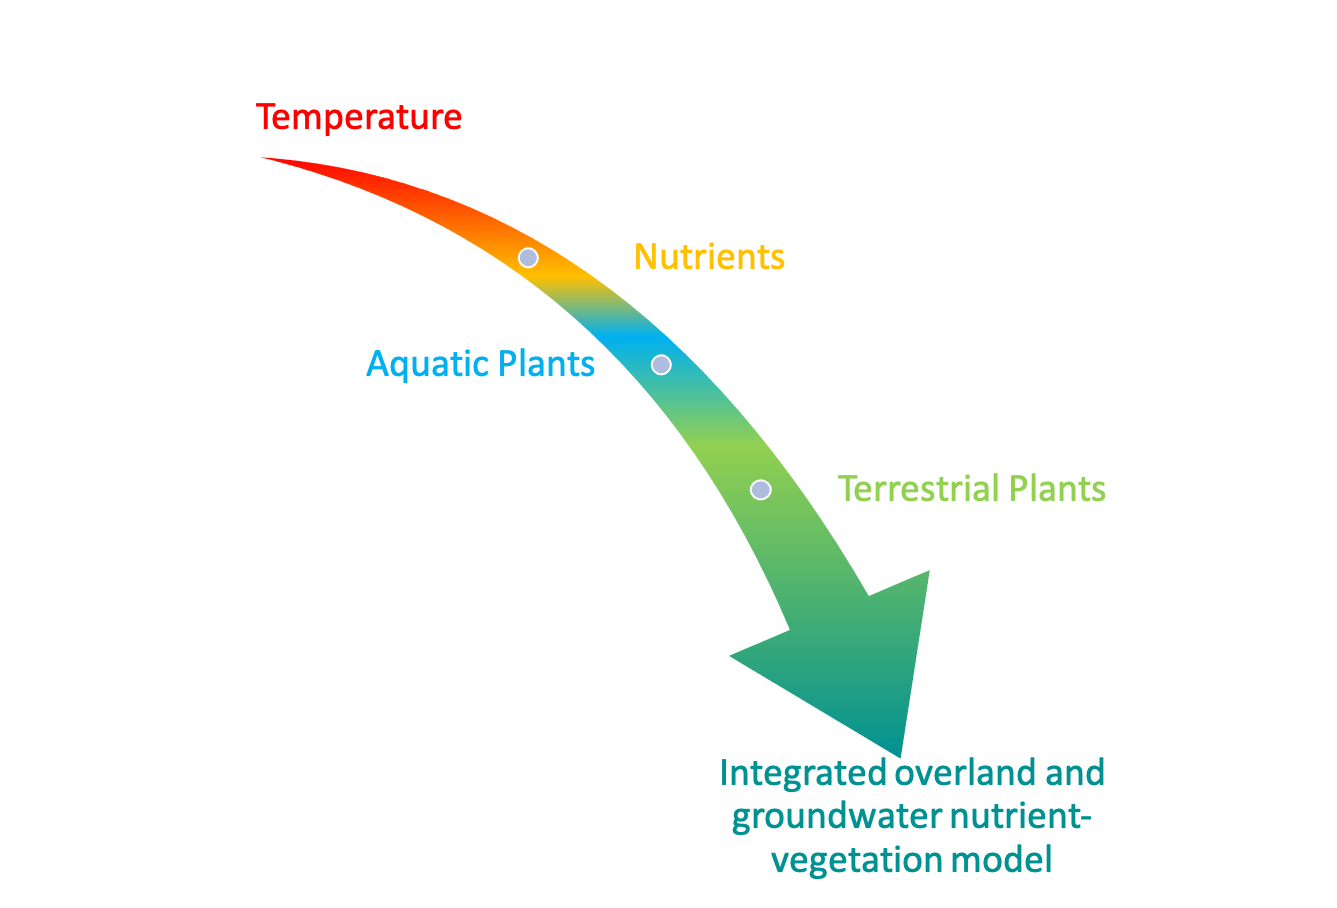 Temperature
Nutrients
Aquatic Plants
Terrestrial Plants
Integrated overland and
groundwater nutrient-
vegetation model